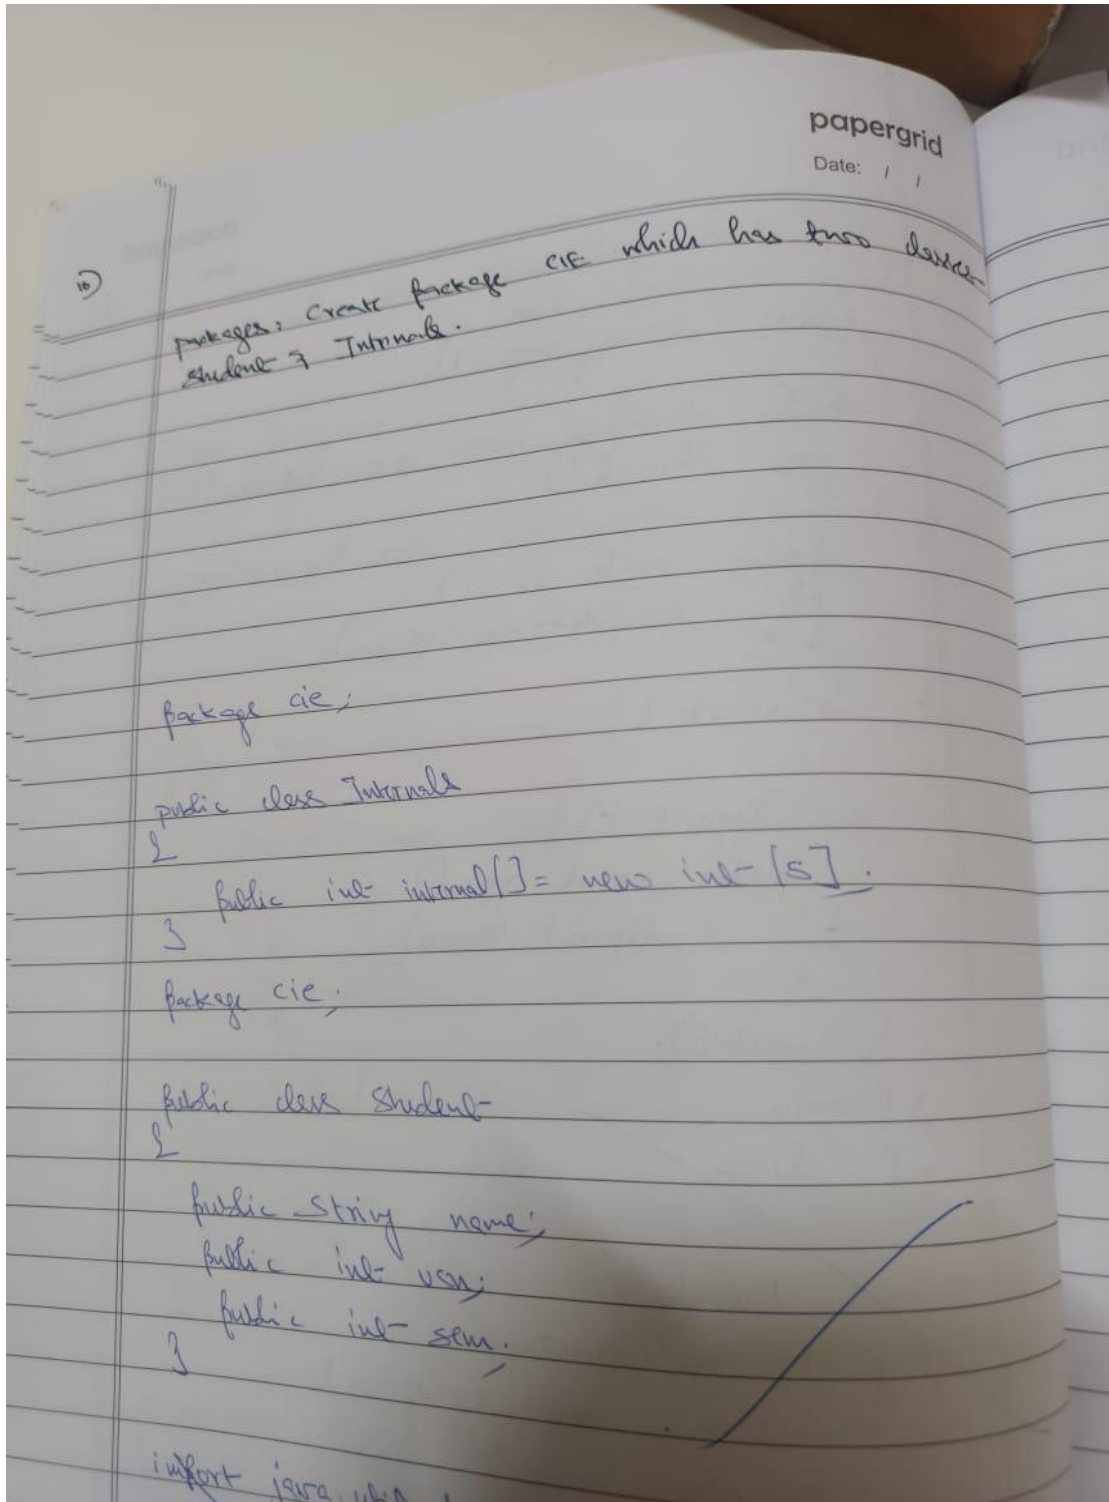 papergrid
Date: / /
10)
packages: Create package CIE which has two classes
Student & Internals.
package cie;
public class Internals
{
public int internal[] = new int [5];
}
package cie;
public class Student
{
public String name;
public int usn;
public int sem;
}
import java.util